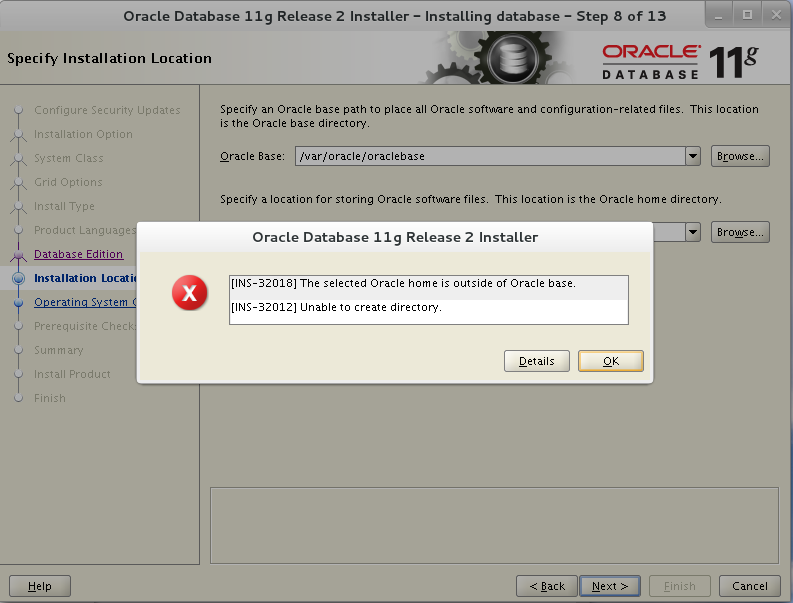 Oracle Database 11g Release 2 Installer - Installing database - Step 8 of 13
Specify Installation Location
ORACLE
DATABASE 11g
Configure Security Updates
Installation Option
System Class
Grid Options
Install Type
Product Languages
Database Edition
Installation Locati
Operating System
Prerequisite Check
Summary
Install Product
Finish
Specify an Oracle base path to place all Oracle software and configuration-related files. This location
is the Oracle base directory.
Oracle Base: /var/oracle/oraclebase Browse...
Specify a location for storing Oracle software files. This location is the Oracle home directory.
Browse...
Oracle Database 11g Release 2 Installer
[INS-32018] The selected Oracle home is outside of Oracle base.
[INS-32012] Unable to create directory.
Details OK
Help < Back Next > Finish Cancel